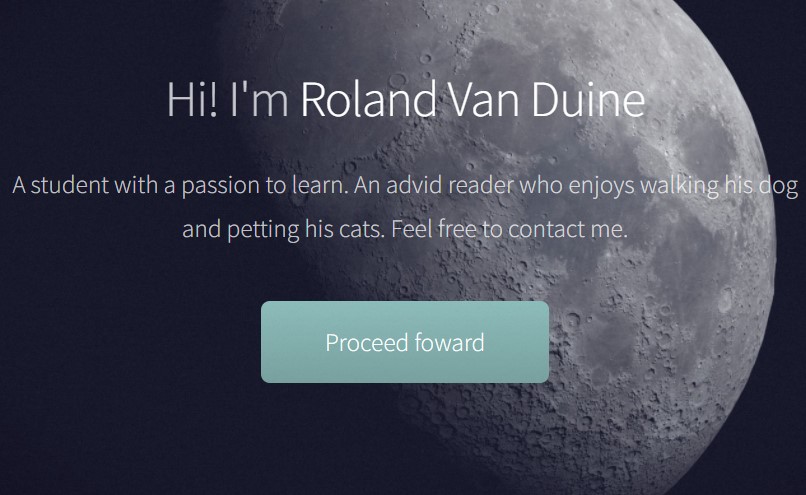 Hi! I'm Roland Van Duine
A student with a passion to learn. An advid reader who enjoys walking his dog
and petting his cats. Feel free to contact me.
Proceed foward